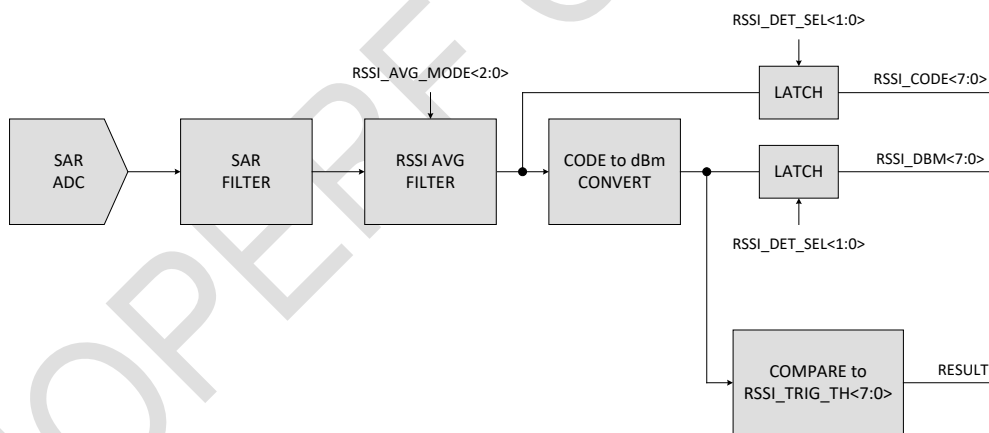 RSSI_DET_SEL<1:0>
RSSI_AVG_MODE<2:0>
RSSI_CODE<7:0>
LATCH
SAR
ADC
SAR
FILTER
RSSI AVG
FILTER
CODE to dBm
CONVERT
LATCH
RSSI_DBM<7:0>
RSSI_DET_SEL<1:0>
COMPARE to
RSSI_TRIG_TH<7:0>
RESULT